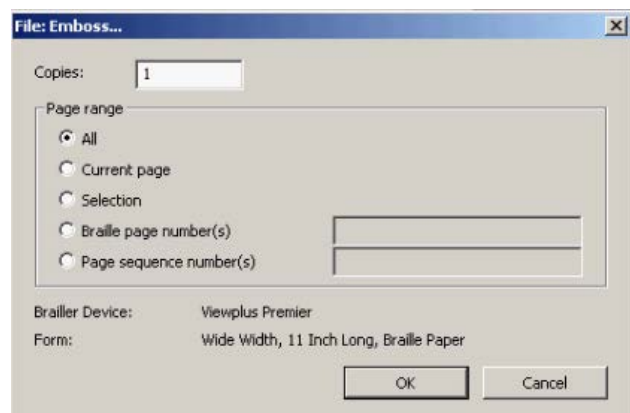 File: Emboss...
Copies: 1
Page range
All
Current page
Selection
Braille page number(s)
Page sequence number(s)
Brailler Device: Viewplus Premier
Form: Wide Width, 11 Inch Long, Braille Paper
OK Cancel